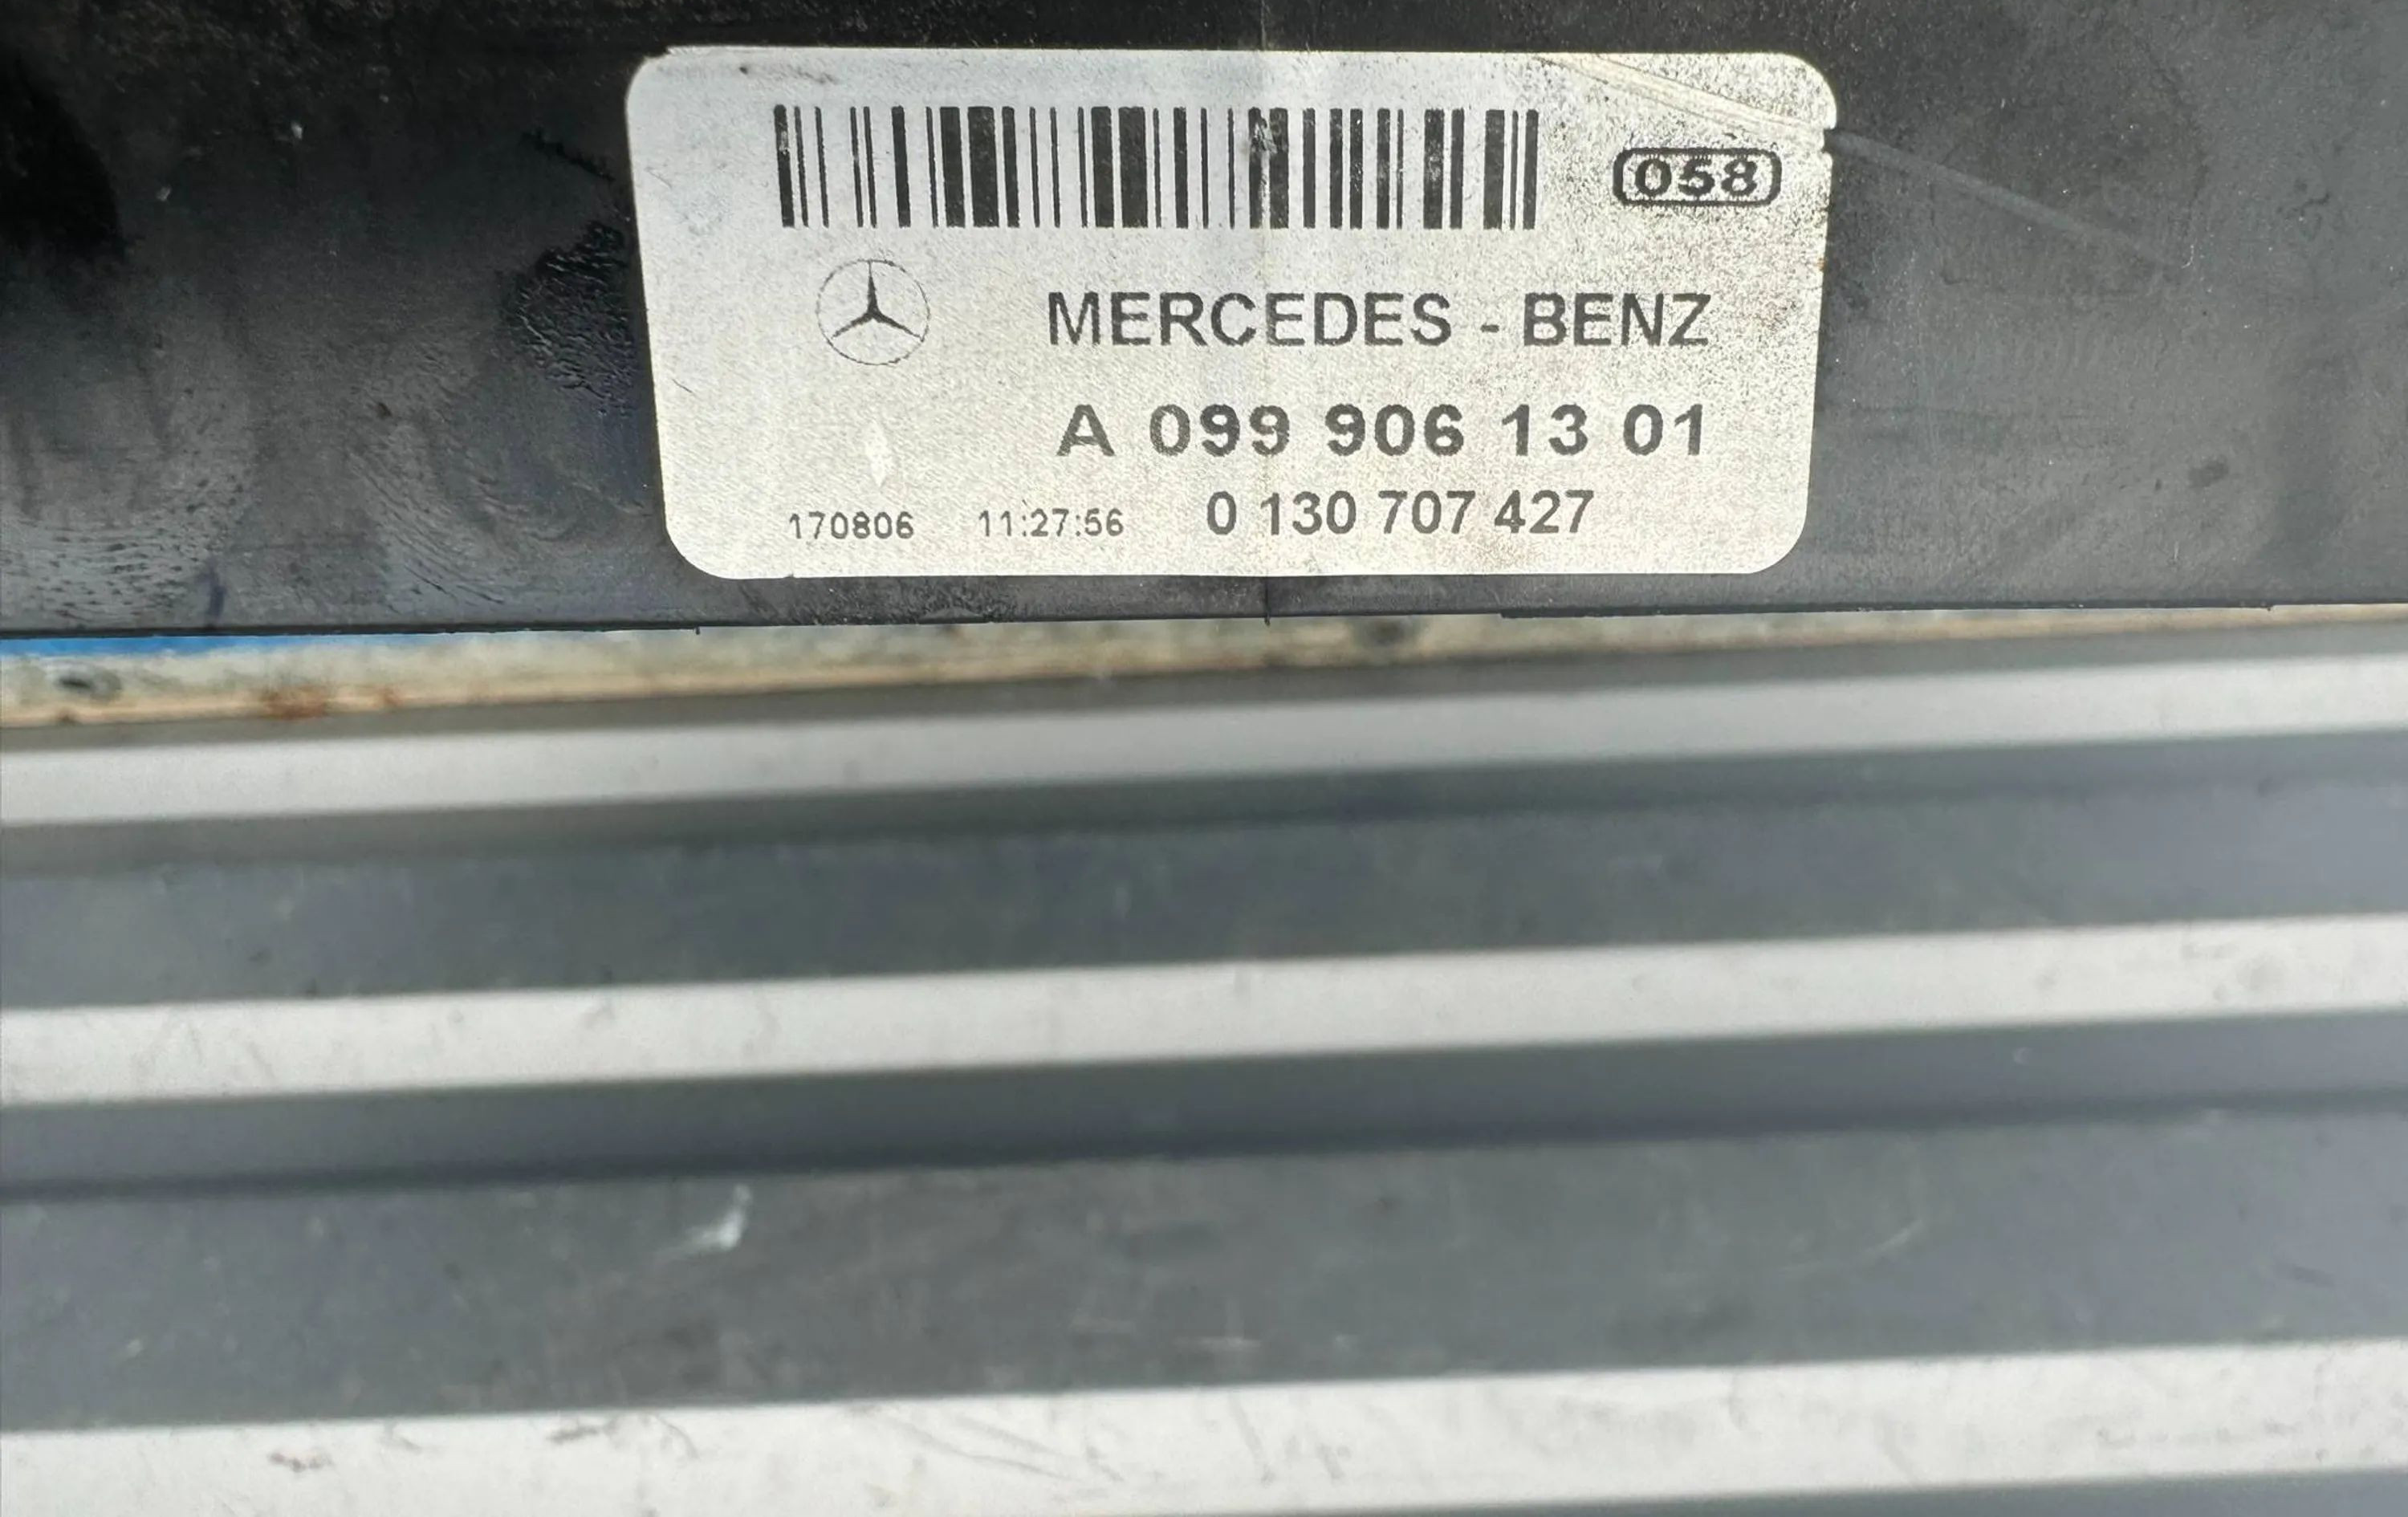 058
MERCEDES - BENZ
A 099 906 13 01
170806 11:27:56 0 130 707 427